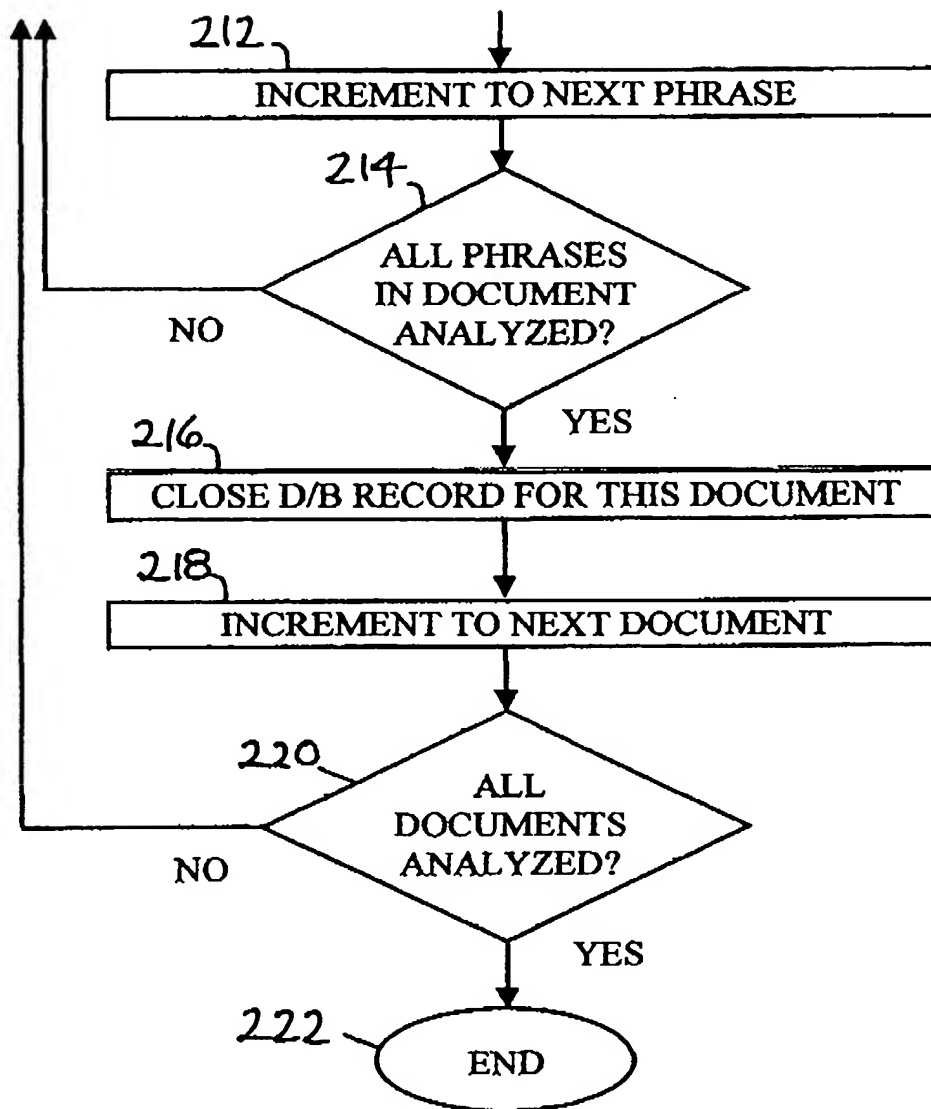 212
INCREMENT TO NEXT PHRASE
214
ALL PHRASES
IN DOCUMENT
ANALYZED?
NO
YES
216
CLOSE D/B RECORD FOR THIS DOCUMENT
218
INCREMENT TO NEXT DOCUMENT
220
ALL
DOCUMENTS
ANALYZED?
NO
YES
222
END